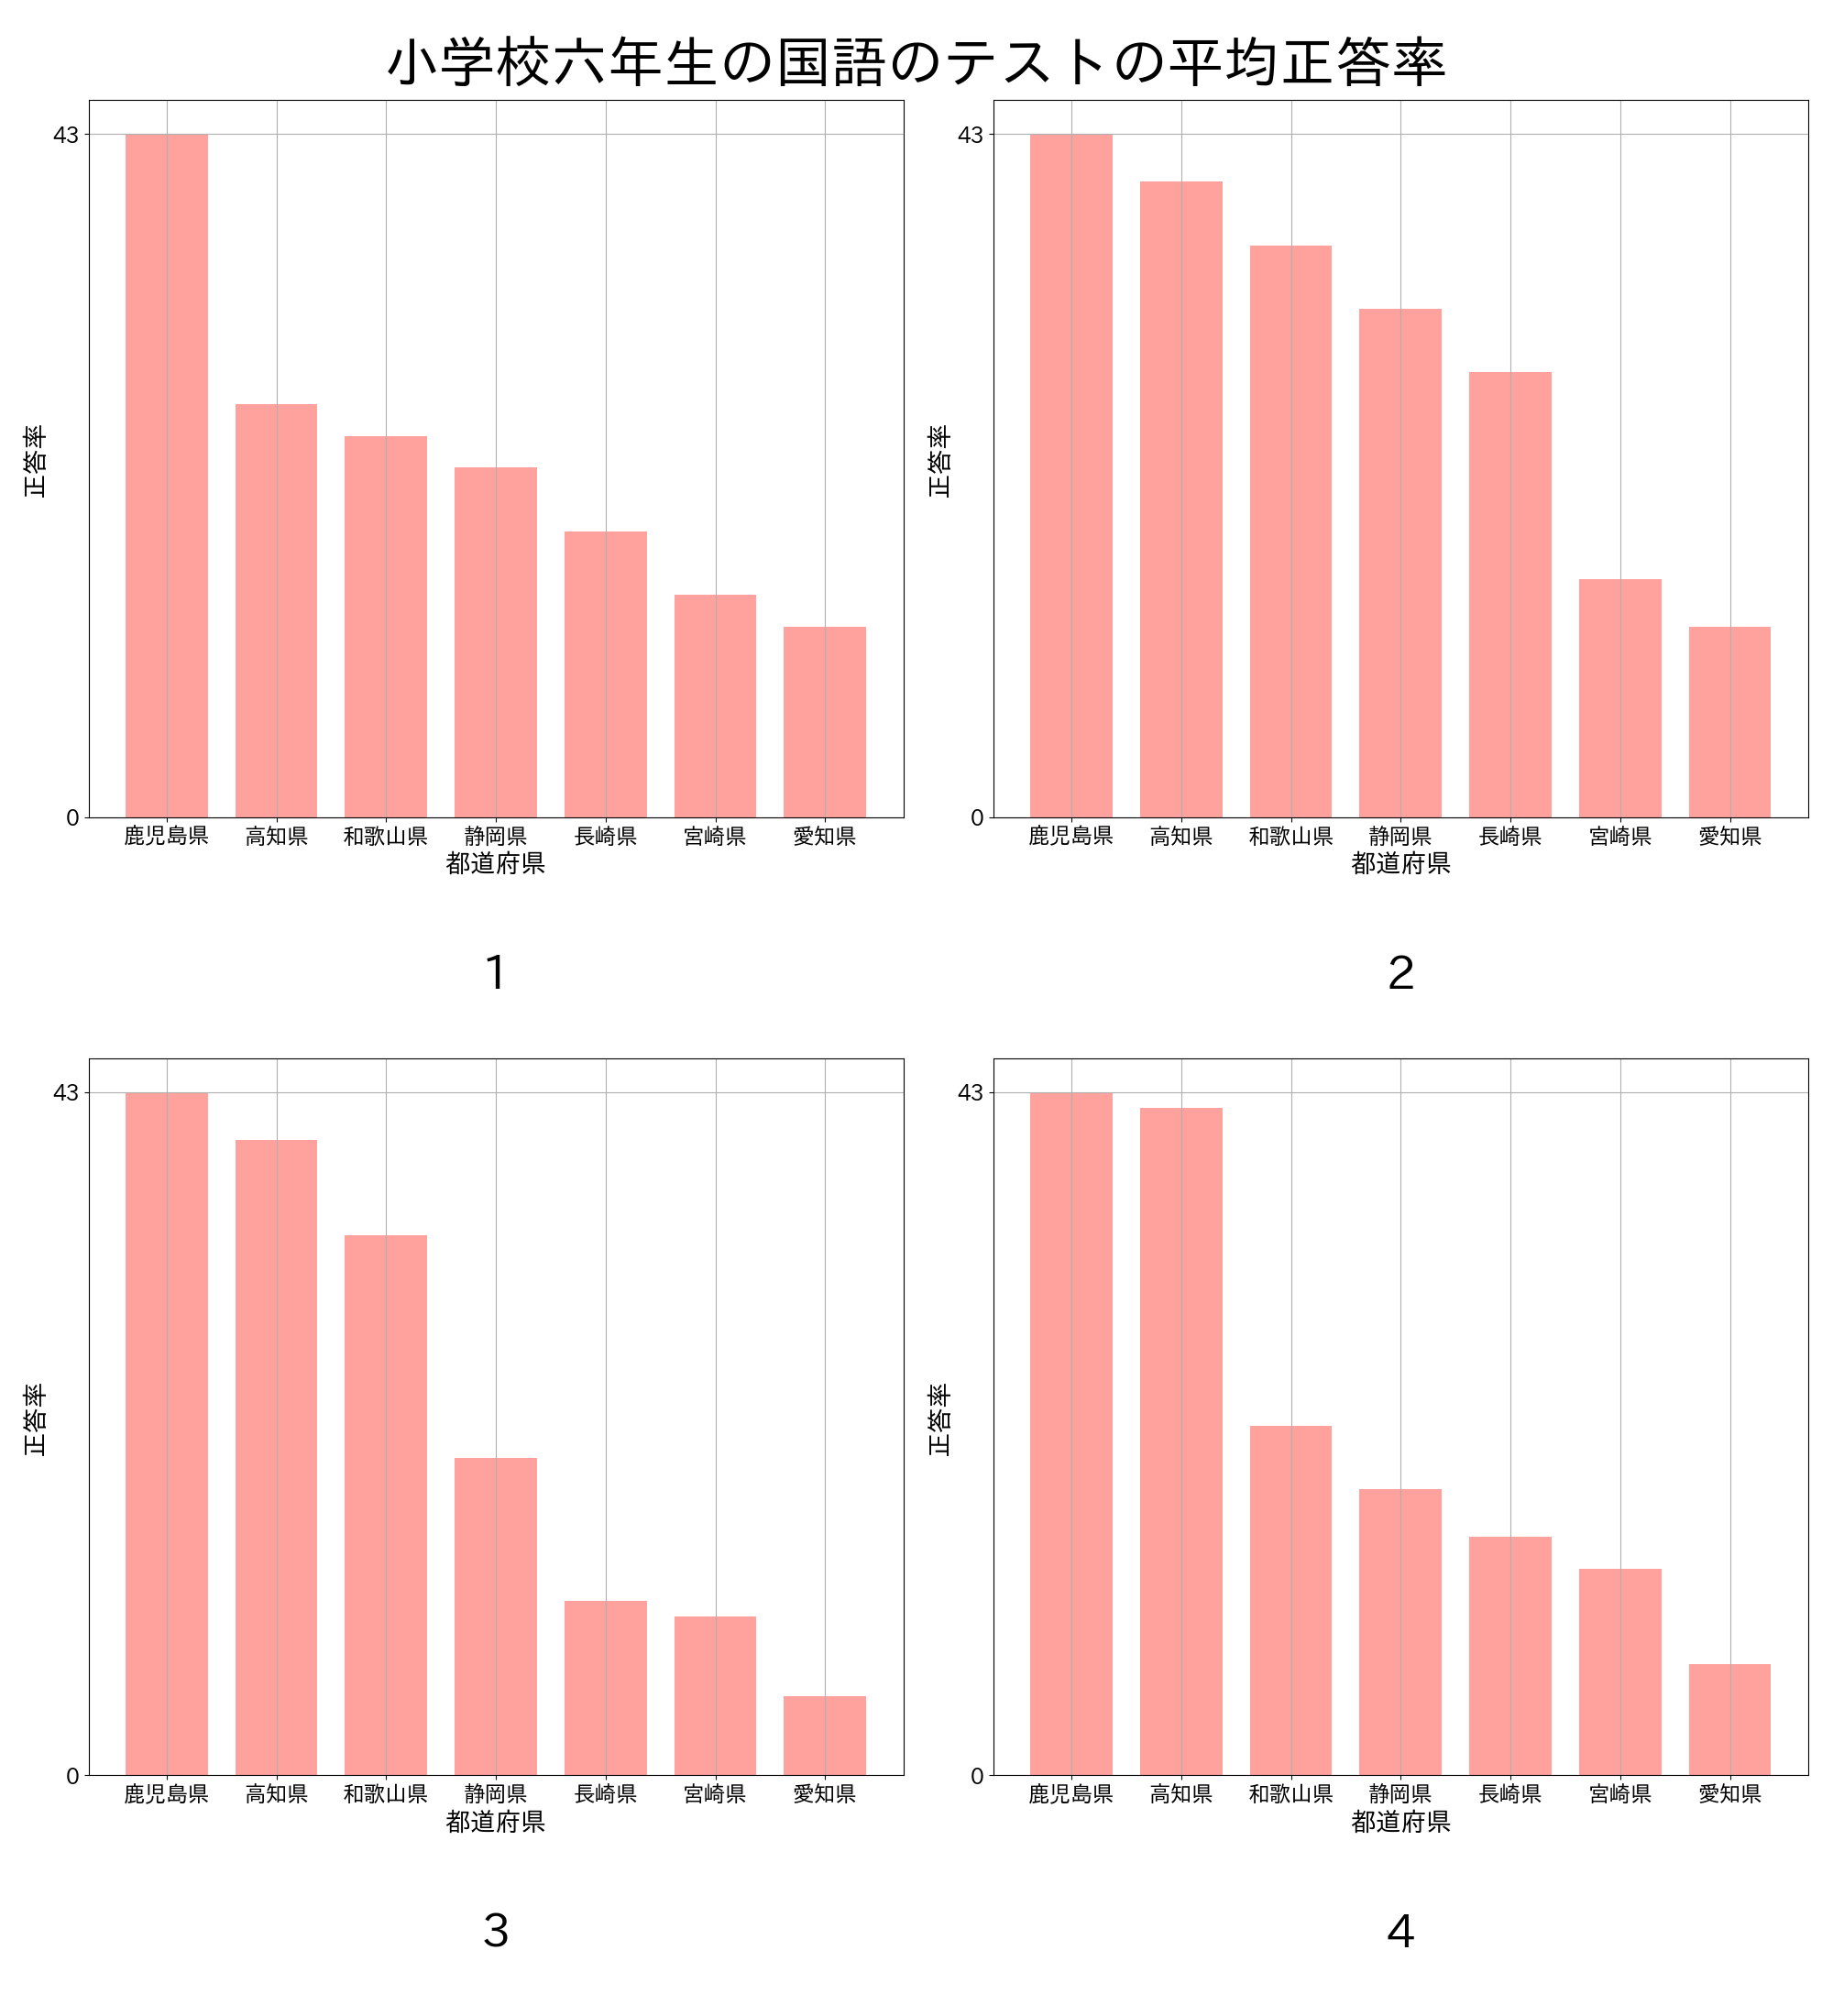 小学校六年生の国語のテストの平均正答率
43
0
正答率
鹿児島県 高知県 和歌山県 静岡県 長崎県 宮崎県 愛知県
都道府県
1
43
0
正答率
鹿児島県 高知県 和歌山県 静岡県 長崎県 宮崎県 愛知県
都道府県
2
43
0
正答率
鹿児島県 高知県 和歌山県 静岡県 長崎県 宮崎県 愛知県
都道府県
3
43
0
正答率
鹿児島県 高知県 和歌山県 静岡県 長崎県 宮崎県 愛知県
都道府県
4